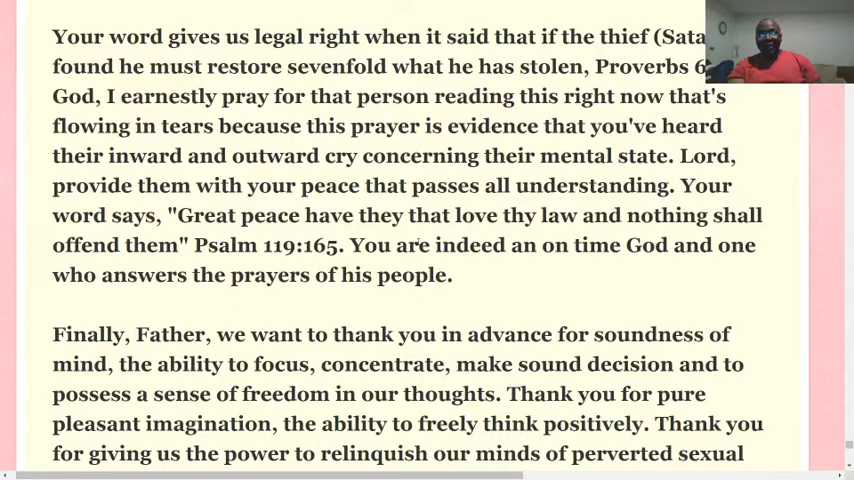 Your word gives us legal right when it said that if the thief (Sata
found he must restore sevenfold what he has stolen, Proverbs 6
God, I earnestly pray for that person reading this right now that's
flowing in tears because this prayer is evidence that you've heard
their inward and outward cry concerning their mental state. Lord,
provide them with your peace that passes all understanding. Your
word says, "Great peace have they that love thy law and nothing shall
offend them" Psalm 119:165. You are indeed an on time God and one
who answers the prayers of his people.
Finally, Father, we want to thank you in advance for soundness of
mind, the ability to focus, concentrate, make sound decision and to
possess a sense of freedom in our thoughts. Thank you for pure
pleasant imagination, the ability to freely think positively. Thank you
for giving us the power to relinquish our minds of perverted sexual